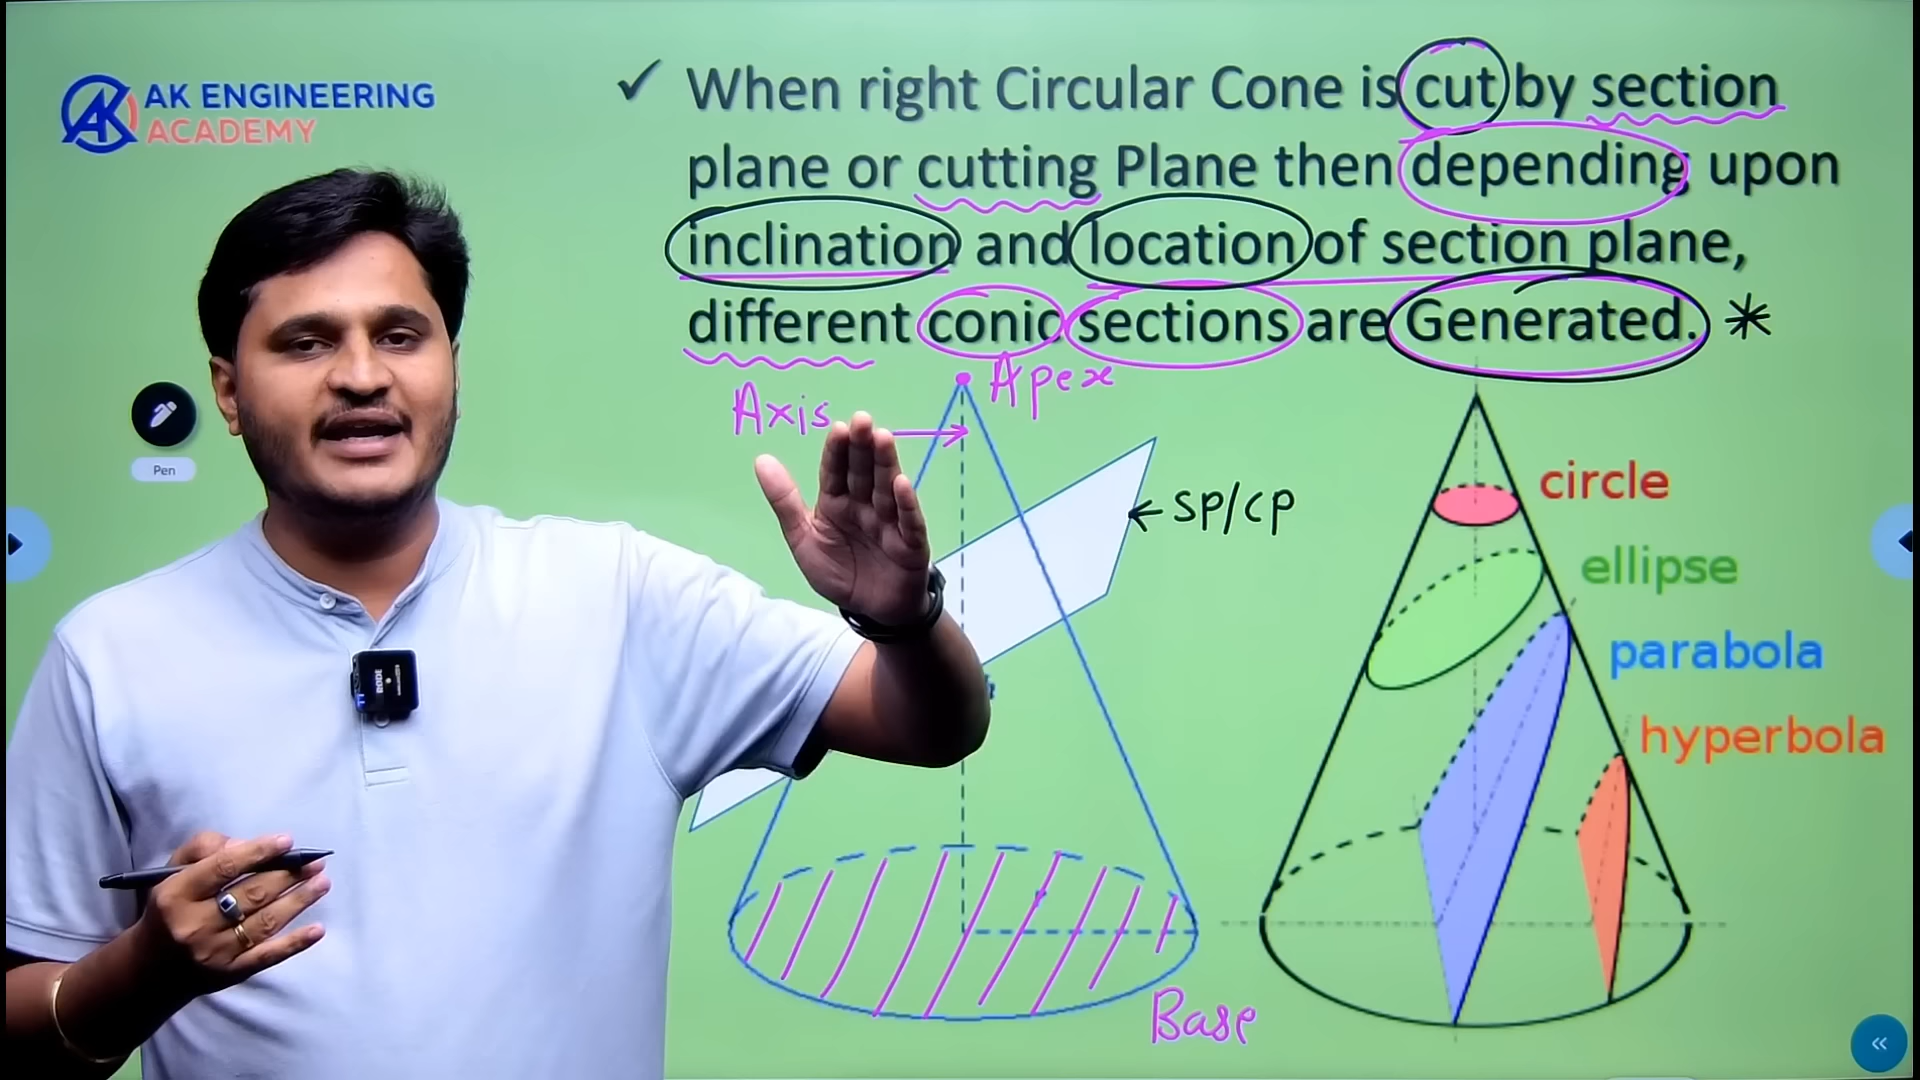 AK ENGINEERING
ACADEMY
✓ When right Circular Cone is cut by section
plane or cutting Plane then depending upon
inclination and location of section plane,
different conic sections are Generated. *
Apex
Axis
Pen
SP/CP
circle
ellipse
parabola
hyperbola
RODE
Base